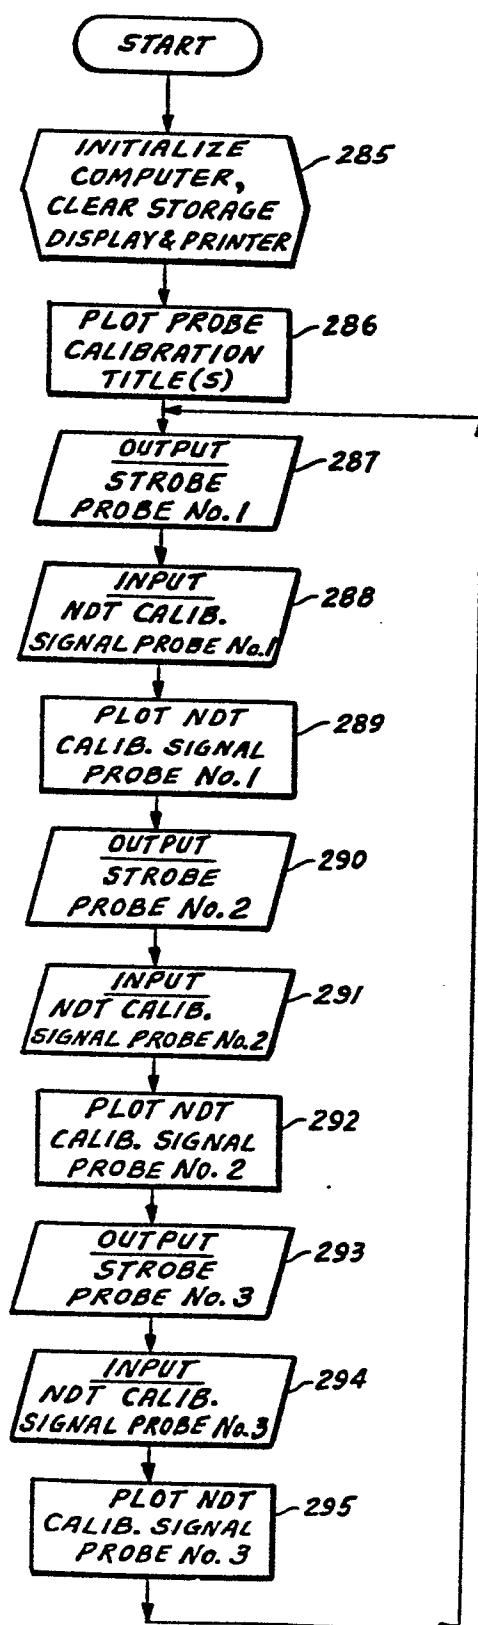 START
INITIALIZE
COMPUTER,
CLEAR STORAGE
DISPLAY & PRINTER
285
PLOT PROBE
CALIBRATION
TITLE(S)
286
OUTPUT
STROBE
PROBE No. 1
287
INPUT
NDT CALIB.
SIGNAL PROBE No. 1
288
PLOT NDT
CALIB. SIGNAL
PROBE No. 1
289
OUTPUT
STROBE
PROBE No. 2
290
INPUT
NDT CALIB.
SIGNAL PROBE No. 2
291
PLOT NDT
CALIB. SIGNAL
PROBE No. 2
292
OUTPUT
STROBE
PROBE No. 3
293
INPUT
NDT CALIB.
SIGNAL PROBE No. 3
294
PLOT NDT
CALIB. SIGNAL
PROBE No. 3
295